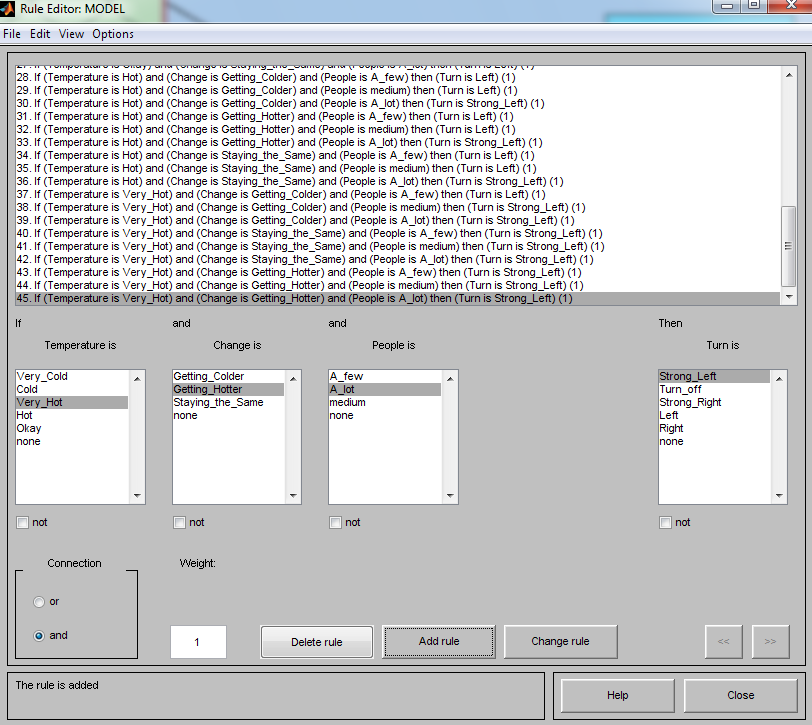 Rule Editor: MODEL
File Edit View Options
28. If (Temperature is Hot) and (Change is Getting_Colder) and (People is A_few) then (Turn is Left) (1)
29. If (Temperature is Hot) and (Change is Getting_Colder) and (People is medium) then (Turn is Left) (1)
30. If (Temperature is Hot) and (Change is Getting_Colder) and (People is A_lot) then (Turn is Strong_Left) (1)
31. If (Temperature is Hot) and (Change is Getting_Hotter) and (People is A_few) then (Turn is Left) (1)
32. If (Temperature is Hot) and (Change is Getting_Hotter) and (People is medium) then (Turn is Left) (1)
33. If (Temperature is Hot) and (Change is Getting_Hotter) and (People is A_lot) then (Turn is Strong_Left) (1)
34. If (Temperature is Hot) and (Change is Staying_the_Same) and (People is A_few) then (Turn is Left) (1)
35. If (Temperature is Hot) and (Change is Staying_the_Same) and (People is medium) then (Turn is Left) (1)
36. If (Temperature is Hot) and (Change is Staying_the_Same) and (People is A_lot) then (Turn is Strong_Left) (1)
37. If (Temperature is Very_Hot) and (Change is Getting_Colder) and (People is A_few) then (Turn is Left) (1)
38. If (Temperature is Very_Hot) and (Change is Getting_Colder) and (People is medium) then (Turn is Strong_Left) (1)
39. If (Temperature is Very_Hot) and (Change is Getting_Colder) and (People is A_lot) then (Turn is Strong_Left) (1)
40. If (Temperature is Very_Hot) and (Change is Staying_the_Same) and (People is A_few) then (Turn is Strong_Left) (1)
41. If (Temperature is Very_Hot) and (Change is Staying_the_Same) and (People is medium) then (Turn is Strong_Left) (1)
42. If (Temperature is Very_Hot) and (Change is Staying_the_Same) and (People is A_lot) then (Turn is Strong_Left) (1)
43. If (Temperature is Very_Hot) and (Change is Getting_Hotter) and (People is A_few) then (Turn is Strong_Left) (1)
44. If (Temperature is Very_Hot) and (Change is Getting_Hotter) and (People is medium) then (Turn is Strong_Left) (1)
45. If (Temperature is Very_Hot) and (Change is Getting_Hotter) and (People is A_lot) then (Turn is Strong_Left) (1)
If and and Then
Temperature is Change is People is Turn is
Very_Cold Getting_Colder A_few Strong_Left
Cold Getting_Hotter A_lot Turn_off
Very_Hot Staying_the_Same medium Strong_Right
Hot none none Left
Okay Right
none none
not not not not
Connection Weight:
or
and 1 Delete rule Add rule Change rule << >>
The rule is added Help Close